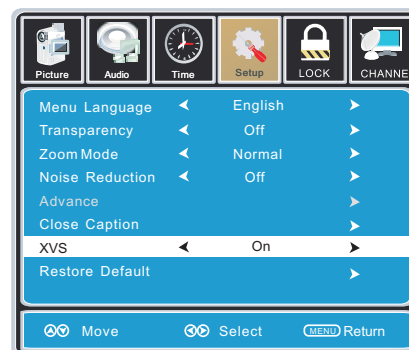 Picture Audio Time Setup LOCK CHANNE
Menu Language English
Transparency Off
Zoom Mode Normal
Noise Reduction Off
Advance
Close Caption
XVS On
Restore Default
Move Select MENU Return